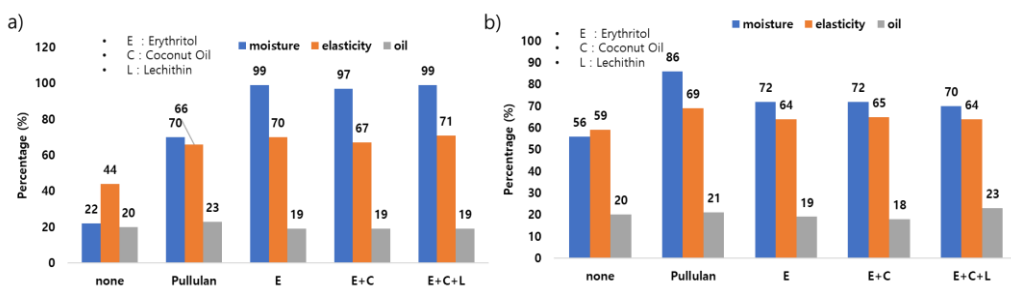 a)
• E : Erythritol
• C : Coconut Oil
• L : Lechithin
moisture elasticity oil
Percentage (%)
120
100
80
60
40
20
0
22 44 20
70 66 23
99 70 19
97 67 19
99 71 19
none Pullulan E E+C E+C+L
b)
• E : Erythritol
• C : Coconut Oil
• L : Lechithin
moisture elasticity oil
Percentrage (%)
100
90
80
70
60
50
40
30
20
10
0
56 59 20
86 69 21
72 64 19
72 65 18
70 64 23
none Pullulan E E+C E+C+L